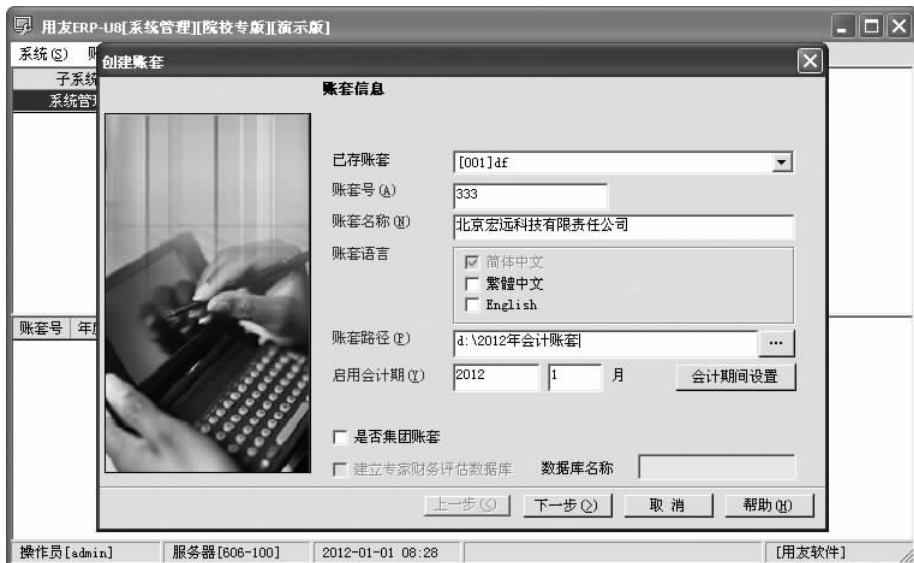 用友ERP-U8[系统管理][院校专版][演示版]
系统(S)
创建账套
子系统
系统管
账套信息
已存账套 [001]df
账套号(A) 333
账套名称(N) 北京宏远科技有限责任公司
账套语言
简体中文
繁體中文
English
账套路径(P) d:\2012年会计账套 ...
启用会计期(Y) 2012 1 月 会计期间设置
是否集团账套
建立专家财务评估数据库 数据库名称
上一步(<) 下一步(>) 取消 帮助(H)
账套号 年
操作员[admin] 服务器[606-100] 2012-01-01 08:28 [用友软件]